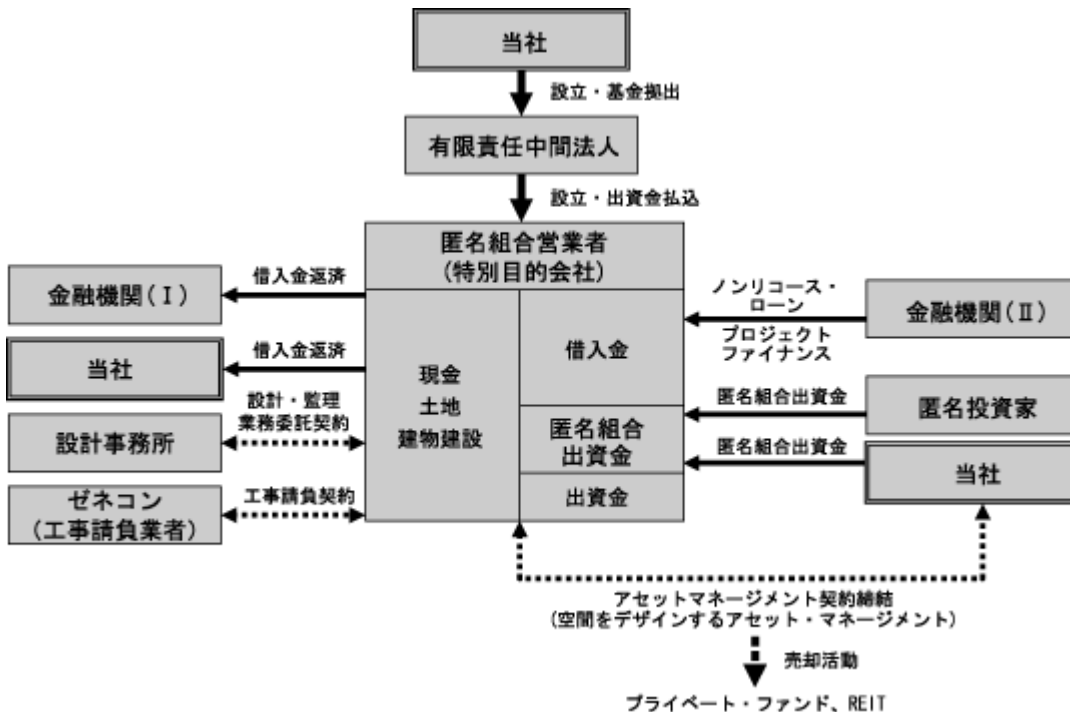 当社
設立・基金拠出
有限責任中間法人
設立・出資金払込
匿名組合営業者
(特別目的会社)
借入金返済
金融機関(Ⅰ)
借入金返済
当社
設計・監理
業務委託契約
設計事務所
工事請負契約
ゼネコン
(工事請負業者)
現金
土地
建物建設
借入金
匿名組合
出資金
出資金
ノンリコース・
ローン
プロジェクト
ファイナンス
金融機関(Ⅱ)
匿名組合出資金
匿名投資家
匿名組合出資金
当社
アセットマネージメント契約締結
(空間をデザインするアセット・マネージメント)
売却活動
プライベート・ファンド、REIT